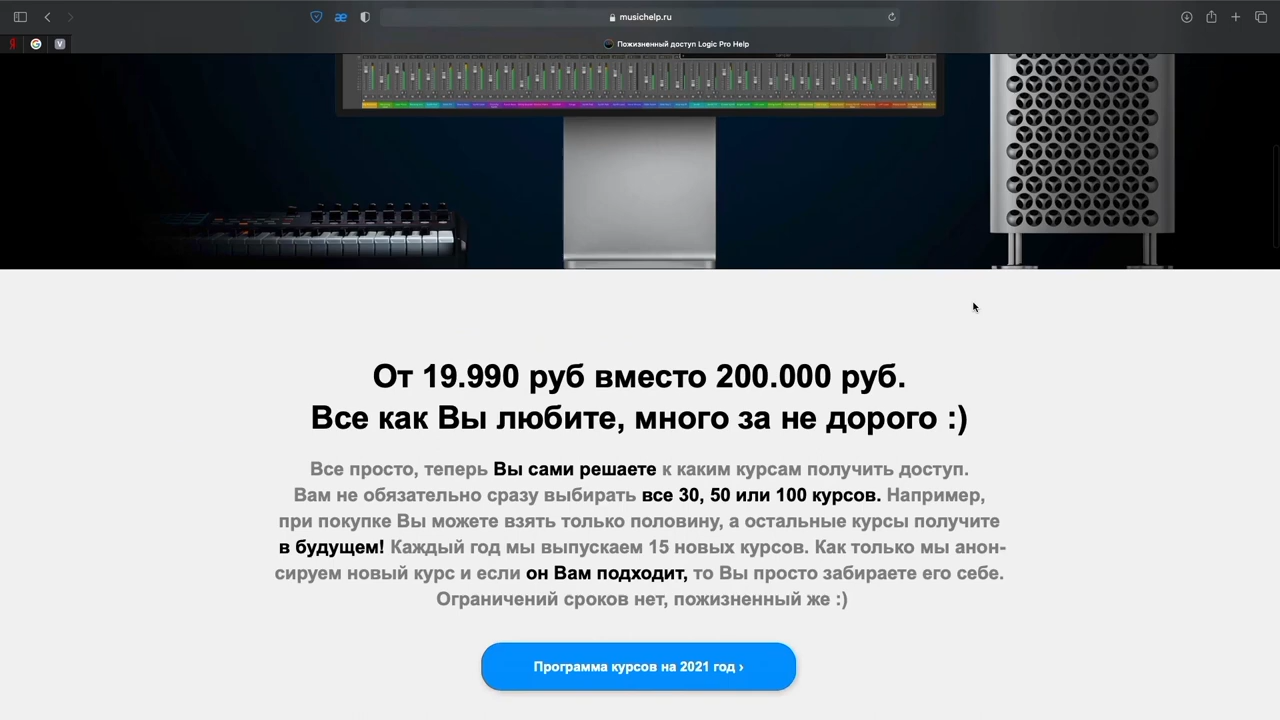 musichelp.ru
Пожизненный доступ Logic Pro Help
От 19.990 руб вместо 200.000 руб.
Все как Вы любите, много за не дорого :)
Все просто, теперь Вы сами решаете к каким курсам получить доступ.
Вам не обязательно сразу выбирать все 30, 50 или 100 курсов. Например,
при покупке Вы можете взять только половину, а остальные курсы получите
в будущем! Каждый год мы выпускаем 15 новых курсов. Как только мы анон-
сируем новый курс и если он Вам подходит, то Вы просто забираете его себе.
Ограничений сроков нет, пожизненный же :)
Программа курсов на 2021 год ›